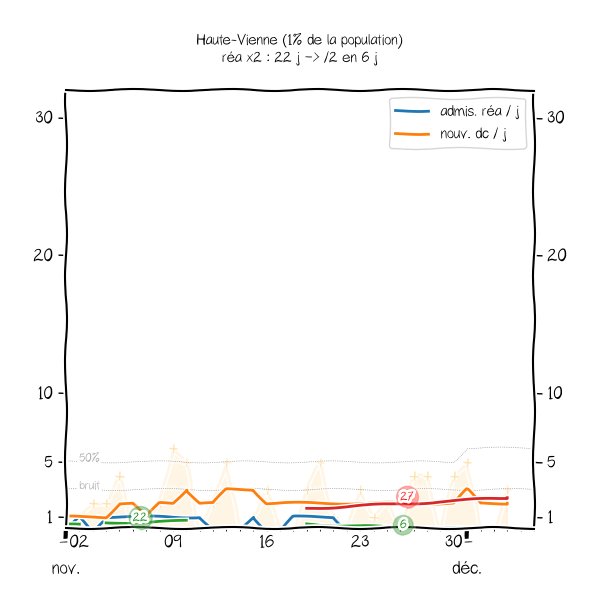 Haute-Vienne (1% de la population)
réa x2 : 22 j -> /2 en 6 j
admis. réa / j
nouv. dc / j
30 30
20 20
10 10
50%
5 5
bruit
27
22
6
1 1
02 09 16 23 30
nov. déc.